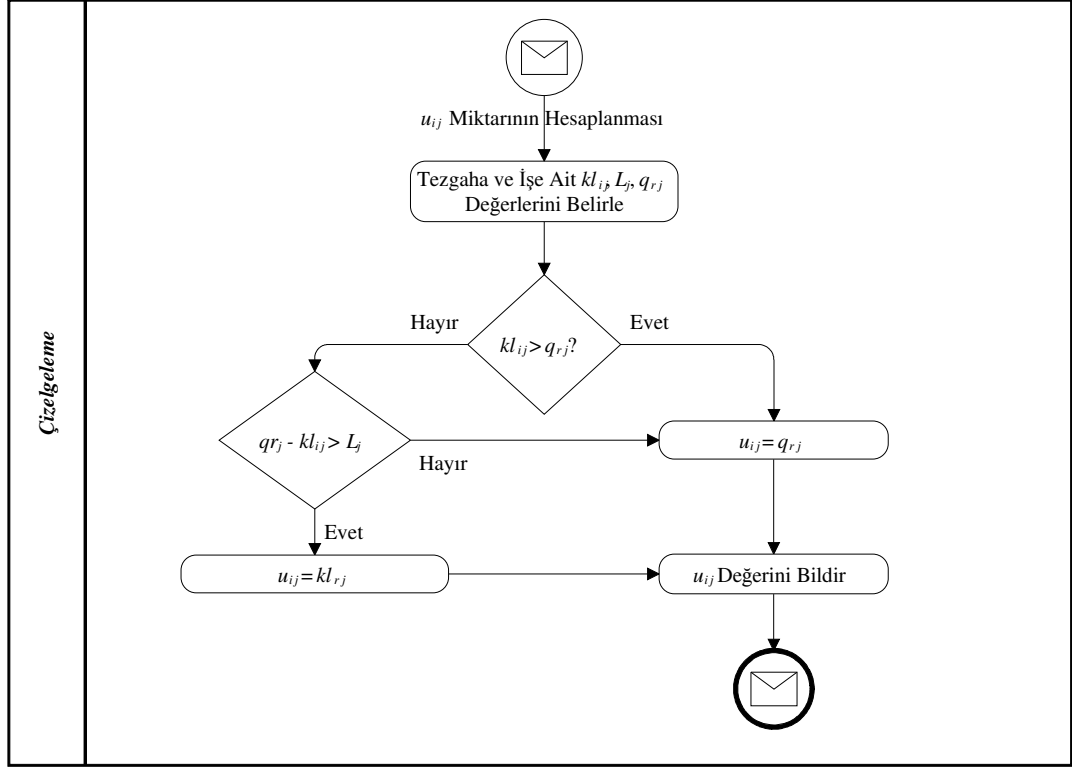 Çizelgeleme
u_ij Miktarının Hesaplanması
Tezgaha ve İşe Ait kl_ij, L_j, q_rj
Değerlerini Belirle
Hayır
Evet
kl_ij > q_rj?
qr_j - kl_ij > L_j
Hayır
u_ij = q_rj
Evet
u_ij = kl_rj
u_ij Değerini Bildir